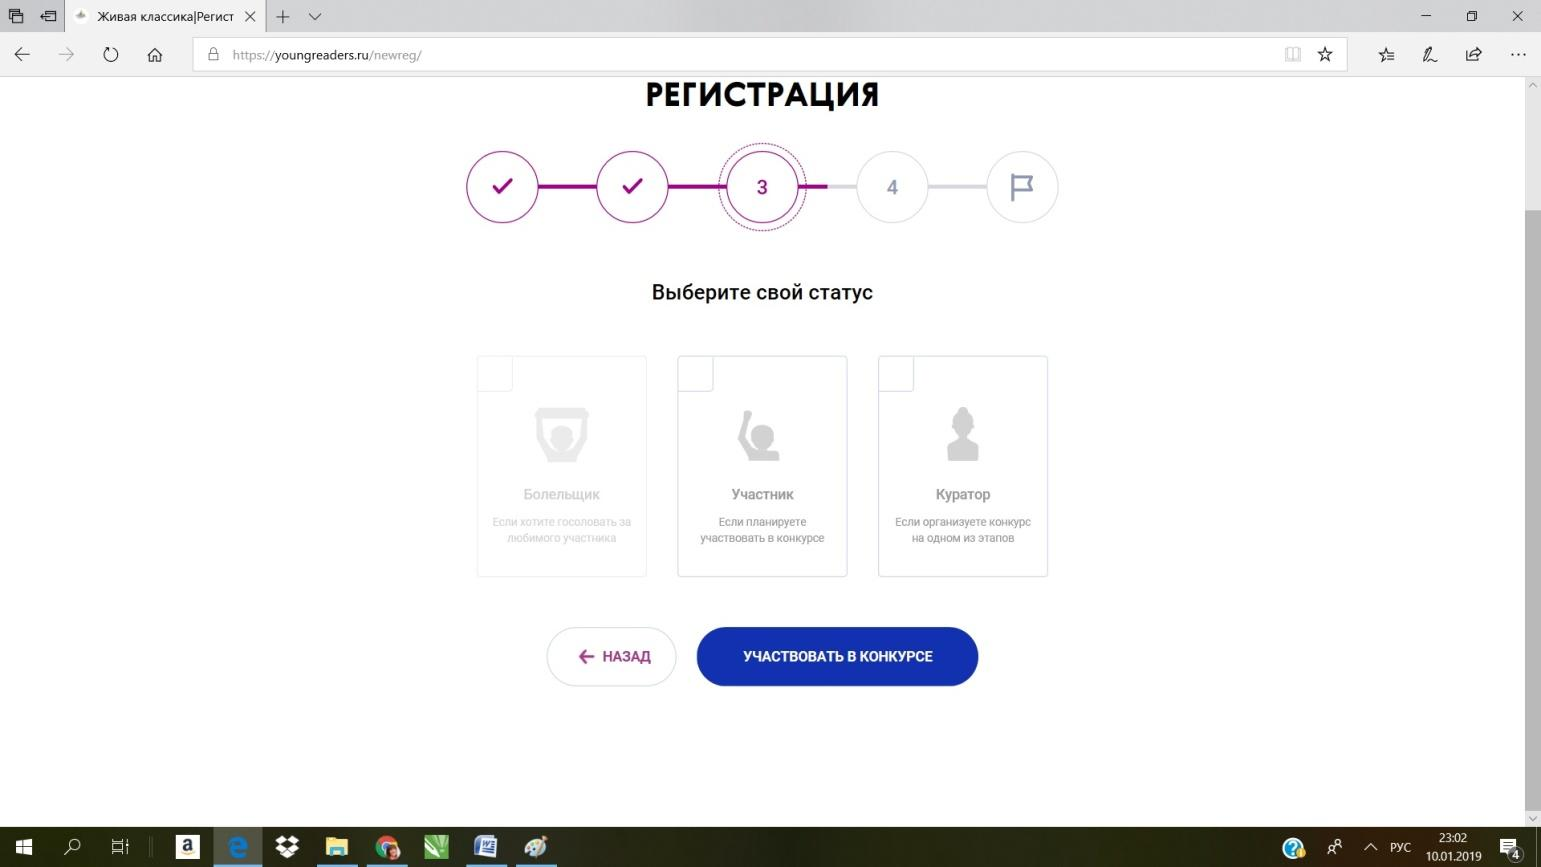 Живая классика|Регист
https://youngreaders.ru/newreg/
РЕГИСТРАЦИЯ
3
4
Выберите свой статус
Болельщик
Если хотите госоловать за
любимого участника
Участник
Если планируете
участвовать в конкурсе
Куратор
Если организуете конкурс
на одном из этапов
НАЗАД
УЧАСТВОВАТЬ В КОНКУРСЕ
a
W
?
РУС
23:02
10.01.2019
4